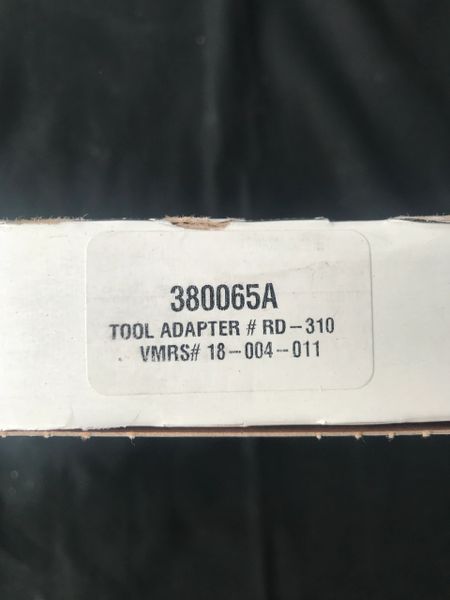 380065A
TOOL ADAPTER # RD-310
VMRS# 18-004-011